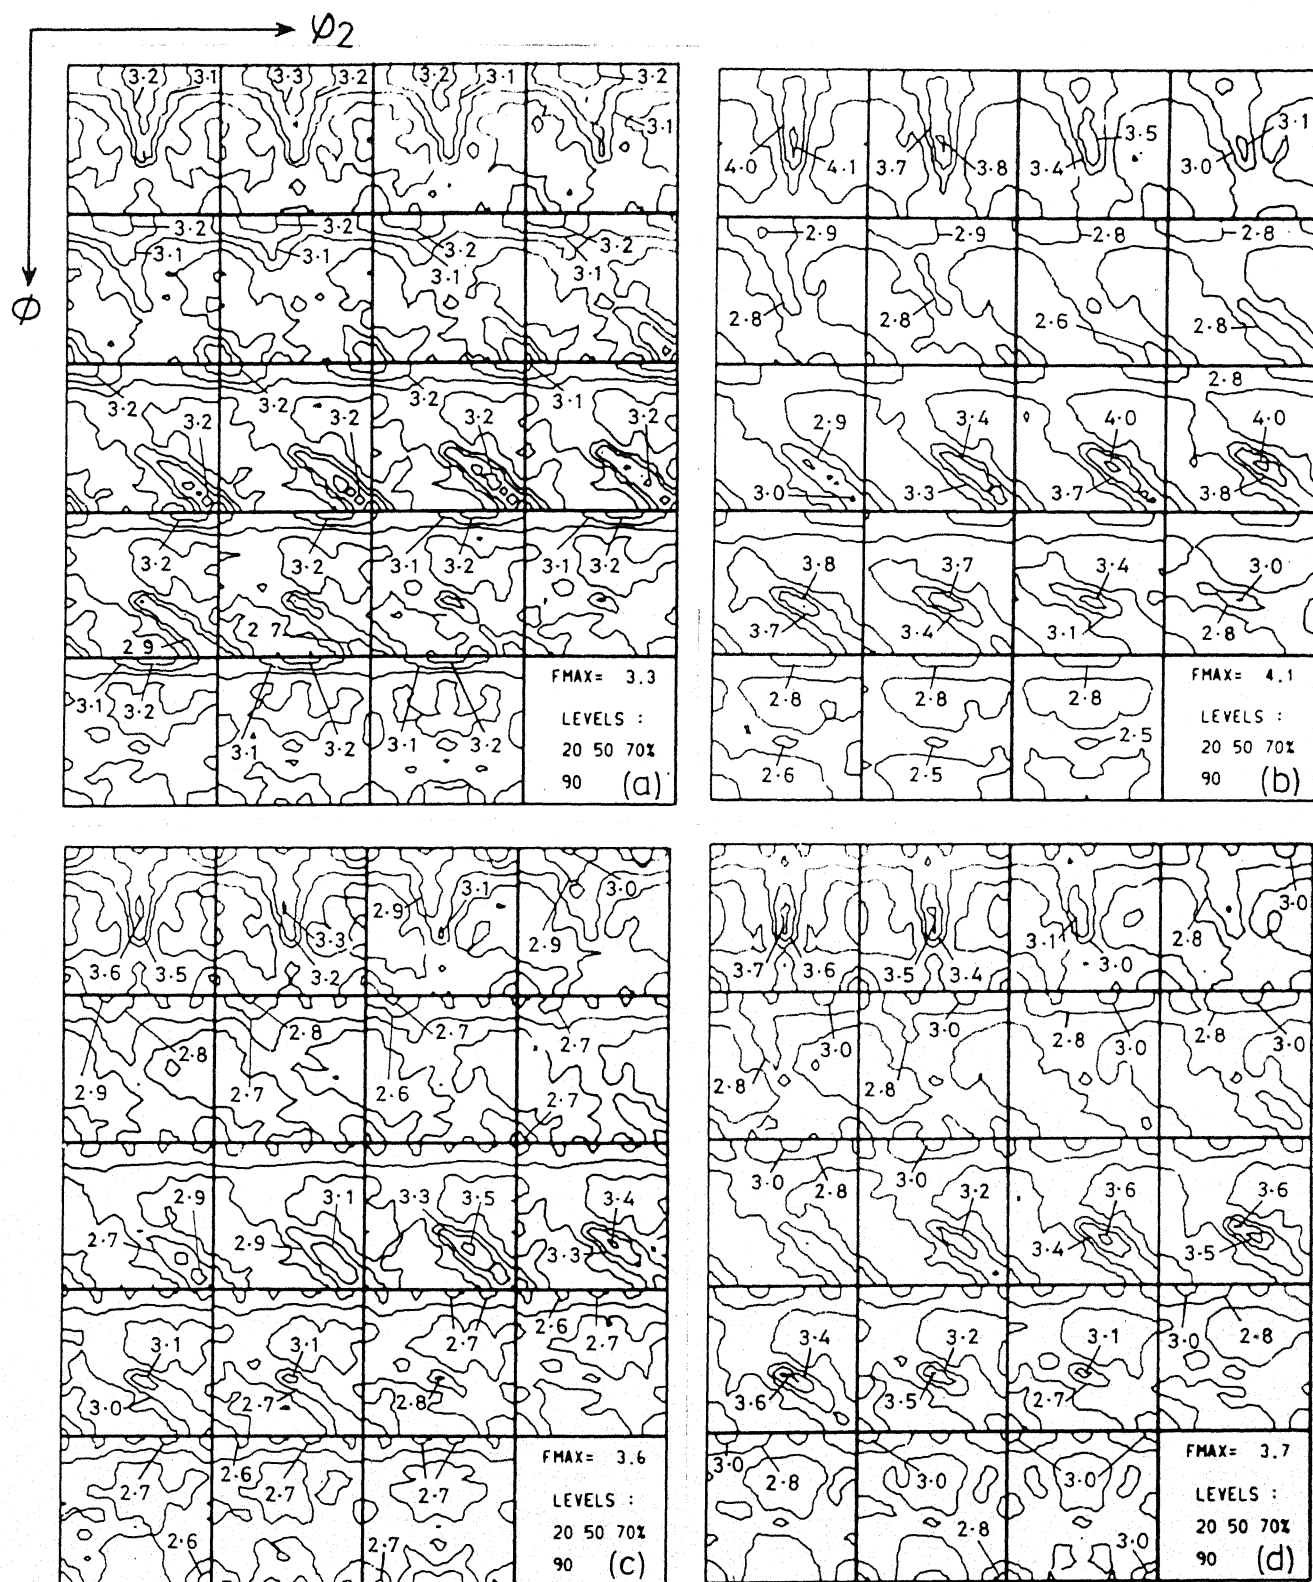 φ2
φ
3·2 3·1 3·3 3·2 3·2 3·1 3·2
3·1
3·2 3·2 3·2 3·2
3·1 3·1 3·1 3·1
3·2 3·2 3·2 3·1
3·2 3·2 3·2 3·2
3·2 3·2 3·1 3·2 3·1 3·2
2·9 2·7
3·1 3·2 3·1 3·2 3·1 3·2
FMAX= 3.3
LEVELS :
20 50 70%
90 (a)
4·0 4·1 3·7 3·8 3·4 3·5 3·0 3·1
2·9 2·9 2·8 2·8
2·8 2·8 2·6 2·8
2·8
2·9 3·4 4·0 4·0
3·0 3·3 3·7 3·8
3·8 3·7 3·4 3·0
3·7 3·4 3·1 2·8
2·8 2·8 2·8
2·6 2·5 2·5
FMAX= 4.1
LEVELS :
20 50 70%
90 (b)
2·9 3·1 3·0
3·3 2·9
3·6 3·5 3·2
2·8 2·7 2·7
2·8
2·9 2·7 2·6 2·7
2·9 3·1 3·3 3·5 3·4
2·7 2·9 3·3
2·6 2·7
3·1 3·1 2·7
3·0 2·7 2·8
2·6
2·7 2·7 2·7
2·6 2·7
FMAX= 3.6
LEVELS :
20 50 70%
90 (c)
3·0
3·1 2·8
3·7 3·6 3·5 3·4 3·0
3·0 2·8 2·8
3·0 3·0 3·0
2·8 2·8
3·0 2·8 3·0 3·2 3·6 3·6
3·4 3·5
3·4 3·2 3·1 3·0 2·8
3·6 3·5 2·7
3·0 2·8 3·0 3·0
2·8 3·0
FMAX= 3.7
LEVELS :
20 50 70%
90 (d)